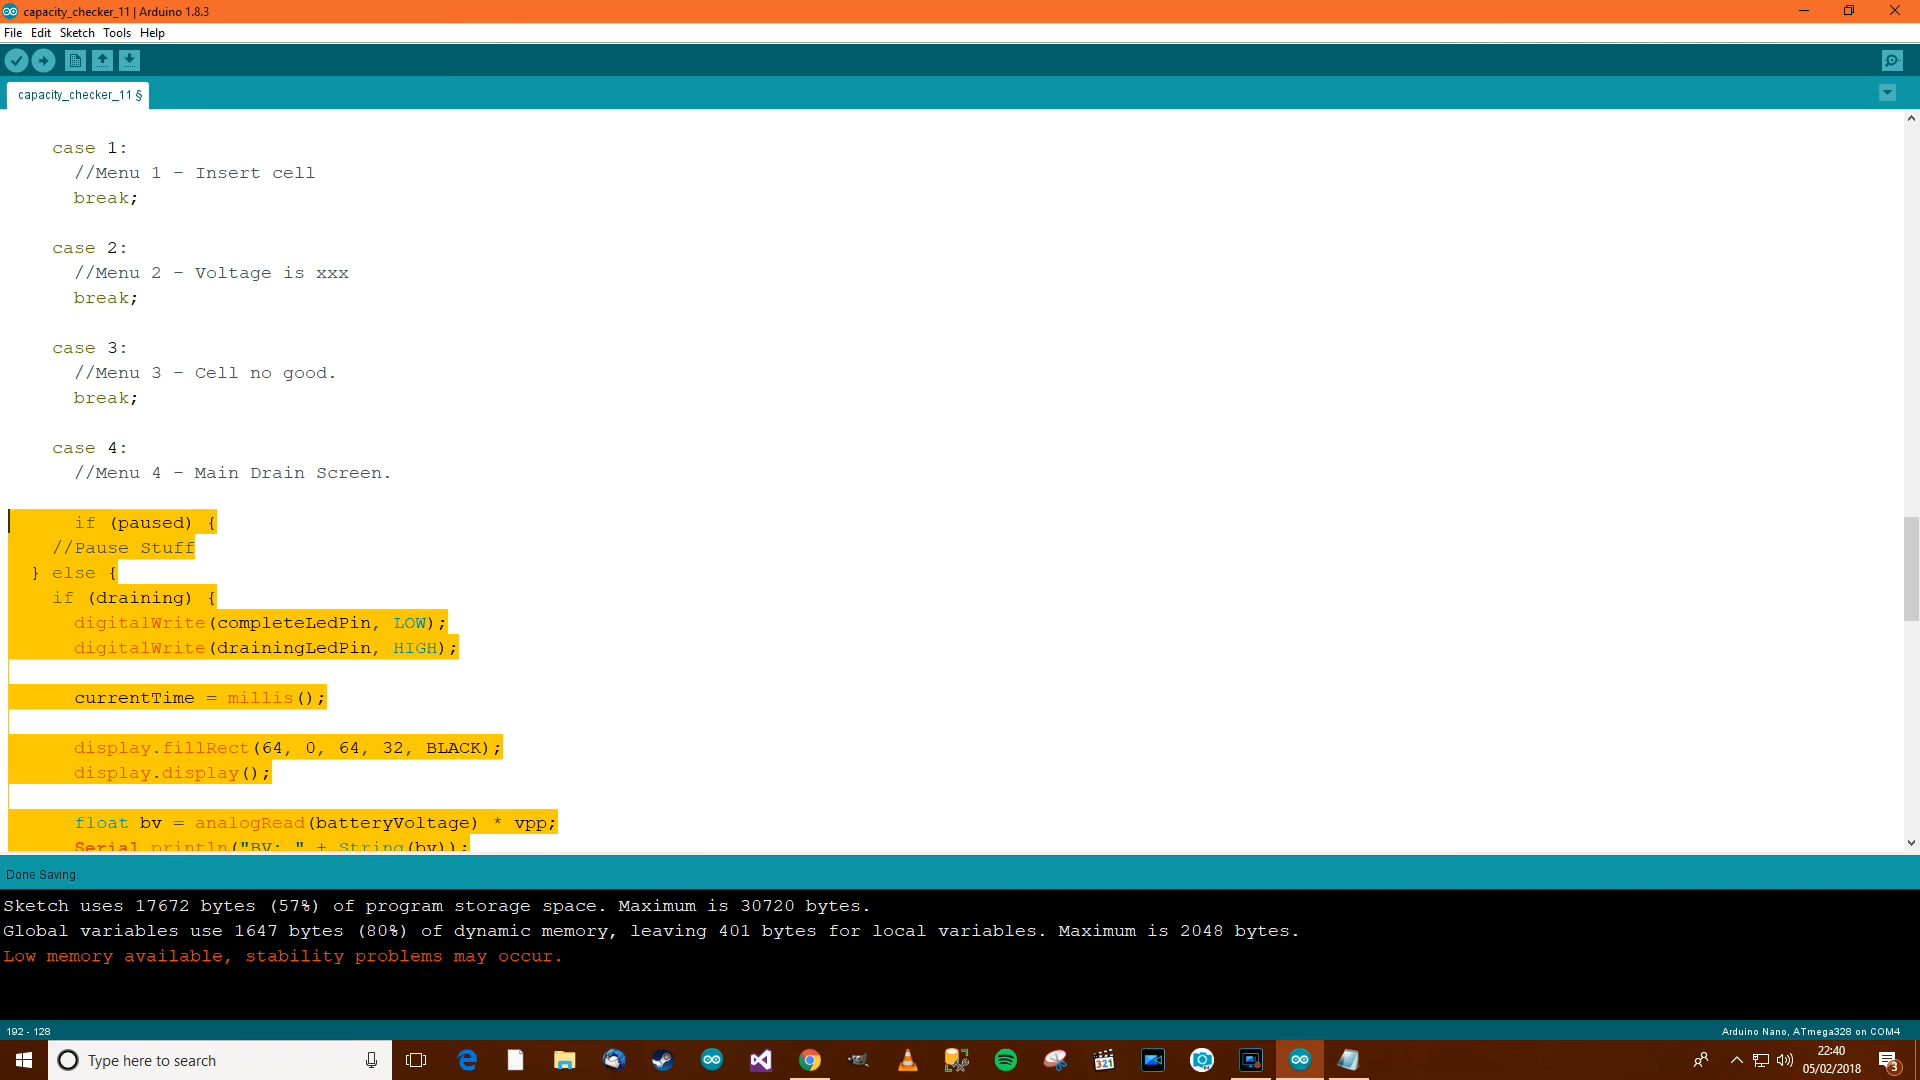 capacity_checker_11 | Arduino 1.8.3
File Edit Sketch Tools Help
capacity_checker_11 §
case 1:
//Menu 1 - Insert cell
break;
case 2:
//Menu 2 - Voltage is xxx
break;
case 3:
//Menu 3 - Cell no good.
break;
case 4:
//Menu 4 - Main Drain Screen.
if (paused) {
//Pause Stuff
} else {
if (draining) {
digitalWrite(completeLedPin, LOW);
digitalWrite(drainingLedPin, HIGH);
currentTime = millis();
display.fillRect(64, 0, 64, 32, BLACK);
display.display();
float bv = analogRead(batteryVoltage) * vpp;
Serial.println("BV: " + String(bv));
Done Saving.
Sketch uses 17672 bytes (57%) of program storage space. Maximum is 30720 bytes.
Global variables use 1647 bytes (80%) of dynamic memory, leaving 401 bytes for local variables. Maximum is 2048 bytes.
Low memory available, stability problems may occur.
192 - 128
Arduino Nano, ATmega328 on COM4
Type here to search
321
22:40
05/02/2018
3